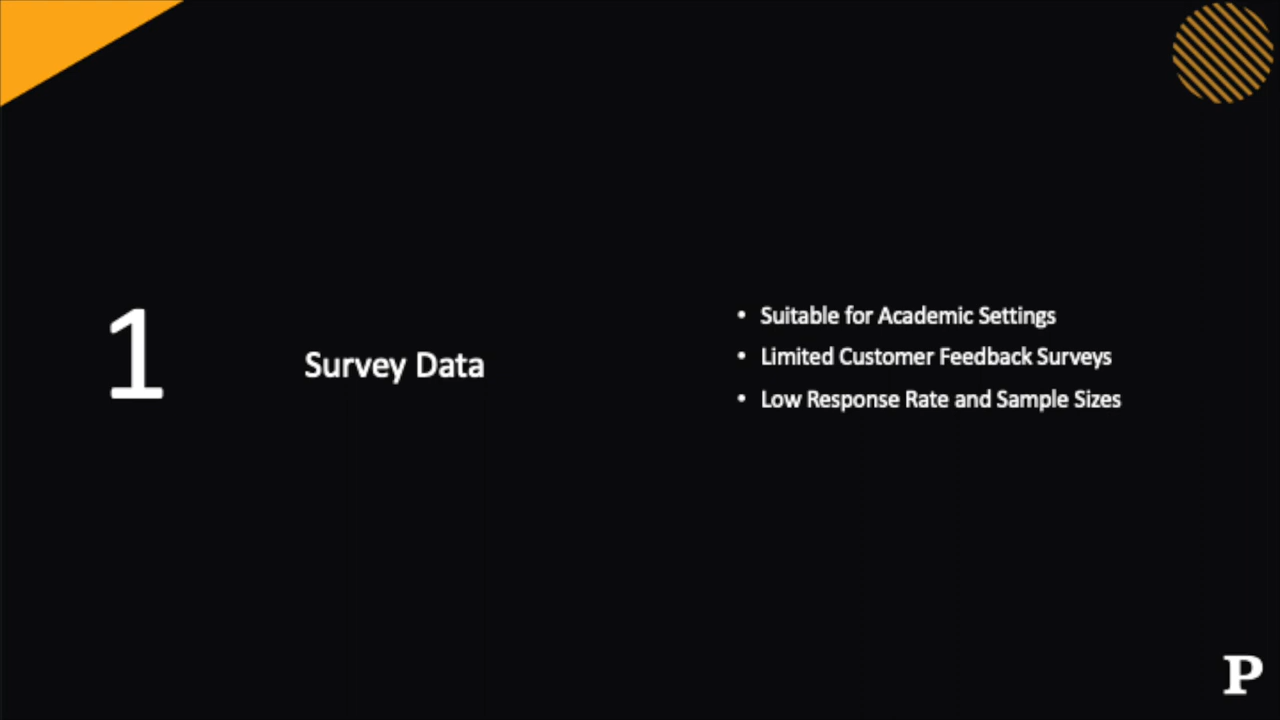 1
Survey Data
• Suitable for Academic Settings
• Limited Customer Feedback Surveys
• Low Response Rate and Sample Sizes
P